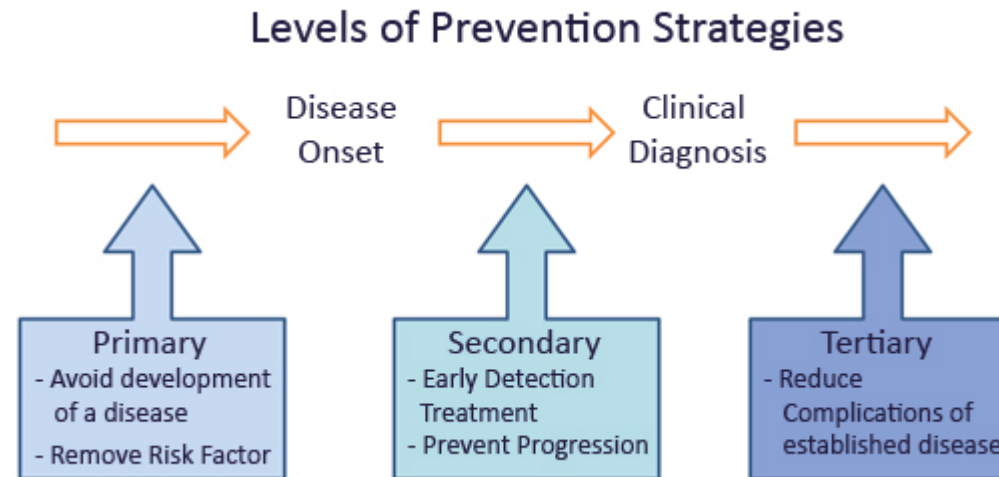 Levels of Prevention Strategies
Disease
Onset
Clinical
Diagnosis
Primary
- Avoid development
of a disease
- Remove Risk Factor
Secondary
- Early Detection
Treatment
- Prevent Progression
Tertiary
- Reduce
Complications of
established disease